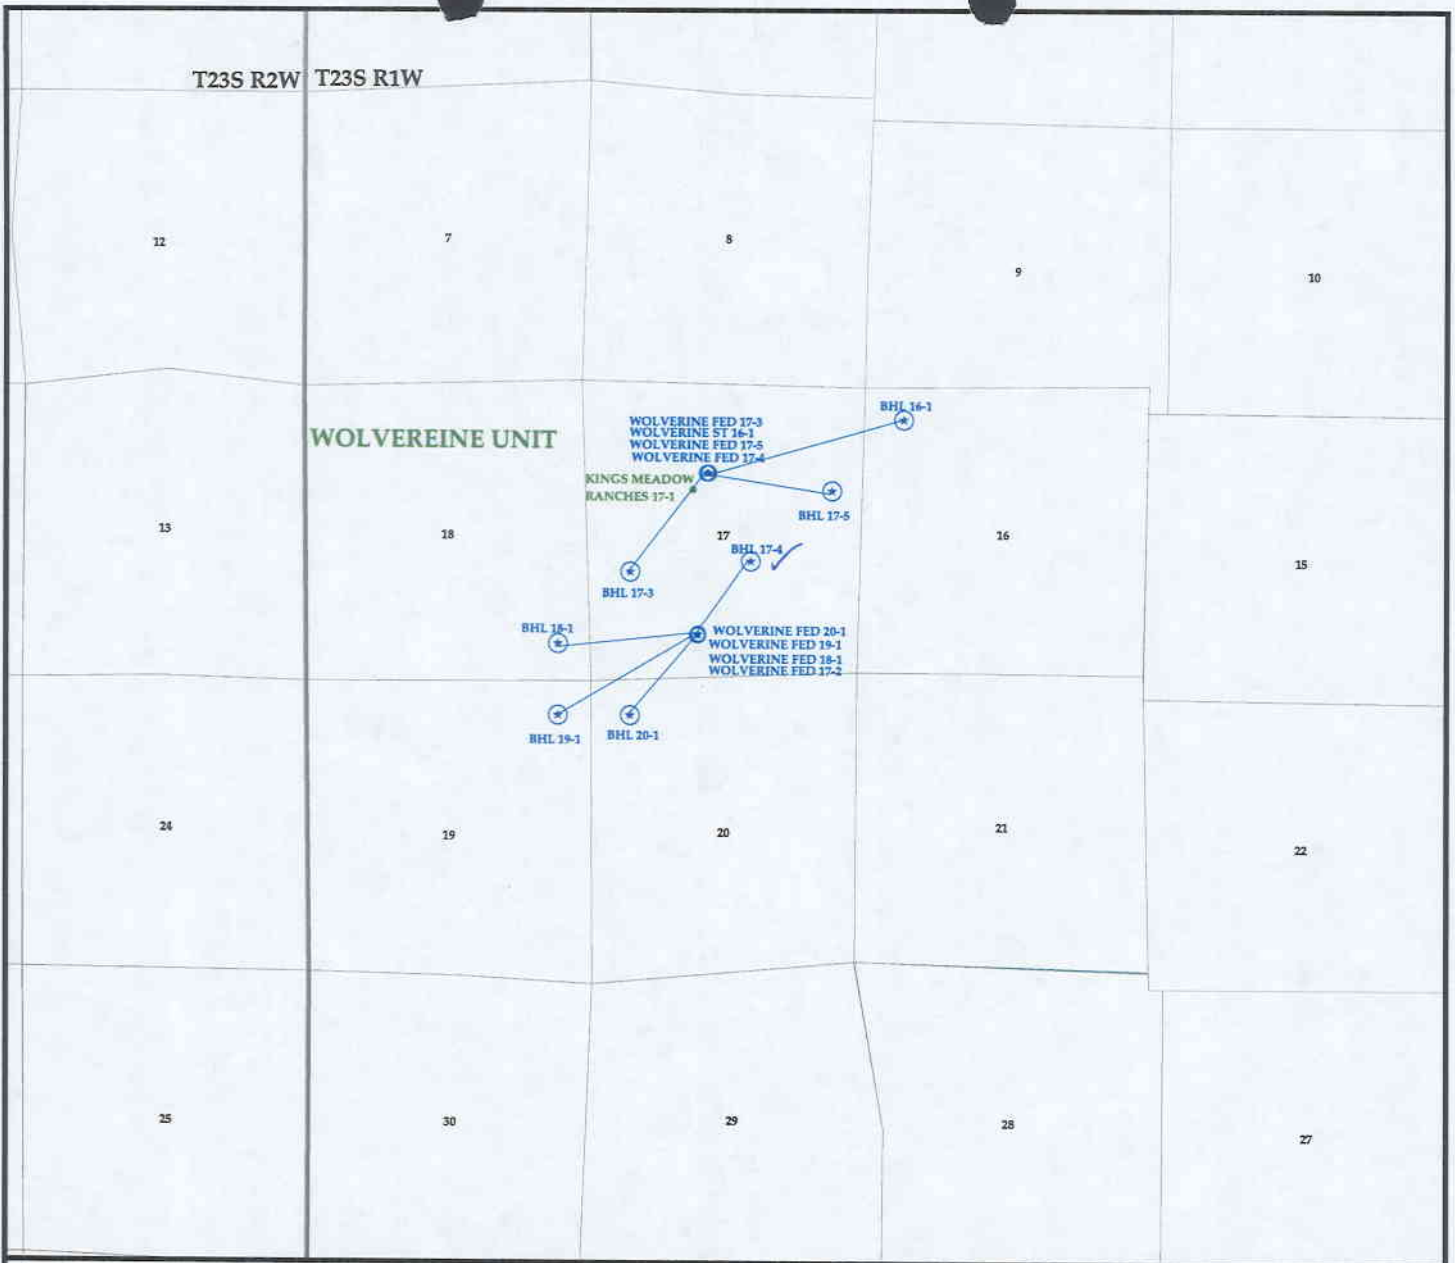 T23S R2W T23S R1W
12
7
8
9
10
WOLVEREINE UNIT
BHL 16-1
WOLVERINE FED 17-3
WOLVERINE ST 16-1
WOLVERINE FED 17-5
WOLVERINE FED 17-4
KINGS MEADOW
RANCHES 17-1
BHL 17-5
13
18
17
16
15
BHL 17-4
BHL 17-3
BHL 18-1
WOLVERINE FED 20-1
WOLVERINE FED 19-1
WOLVERINE FED 18-1
WOLVERINE FED 17-2
BHL 19-1
BHL 20-1
24
19
20
21
22
25
30
29
28
27